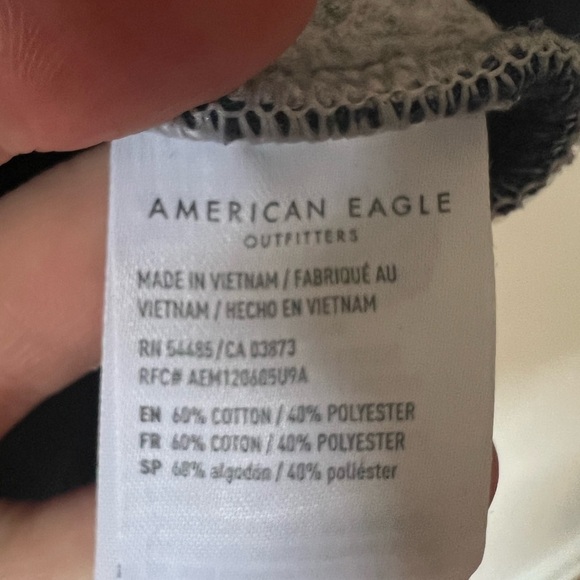 AMERICAN EAGLE
OUTFITTERS
MADE IN VIETNAM / FABRIQUÉ AU
VIETNAM / HECHO EN VIETNAM
RN 54485/CA 03873
RFC# AEM120605U9A
EN 60% COTTON / 40% POLYESTER
FR 60% COTON / 40% POLYESTER
SP 60% algodón / 40% poliéster